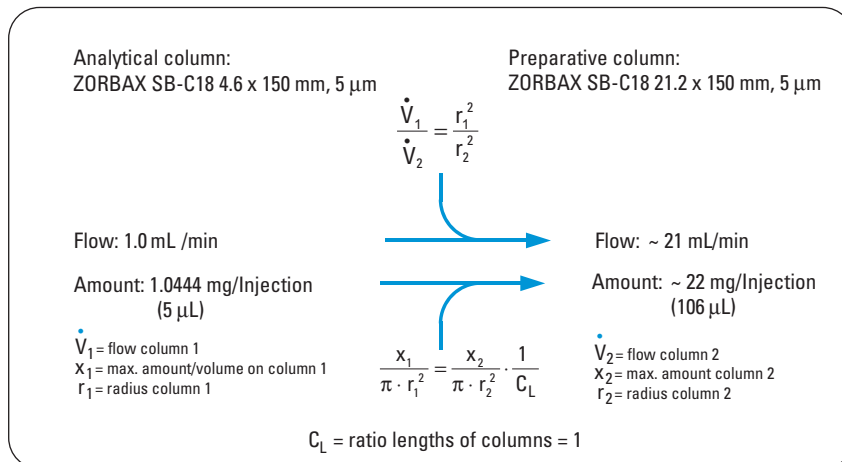 Analytical column:
ZORBAX SB-C18 4.6 x 150 mm, 5 µm
Preparative column:
ZORBAX SB-C18 21.2 x 150 mm, 5 µm
V̇₁ / V̇₂ = r₁² / r₂²
Flow: 1.0 mL /min
Flow: ~ 21 mL/min
Amount: 1.0444 mg/Injection
(5 µL)
Amount: ~ 22 mg/Injection
(106 µL)
V̇₁ = flow column 1
x₁ = max. amount/volume on column 1
r₁ = radius column 1
x₁ / π · r₁² = x₂ / π · r₂² · 1 / C_L
V̇₂ = flow column 2
x₂ = max. amount column 2
r₂ = radius column 2
C_L = ratio lengths of columns = 1